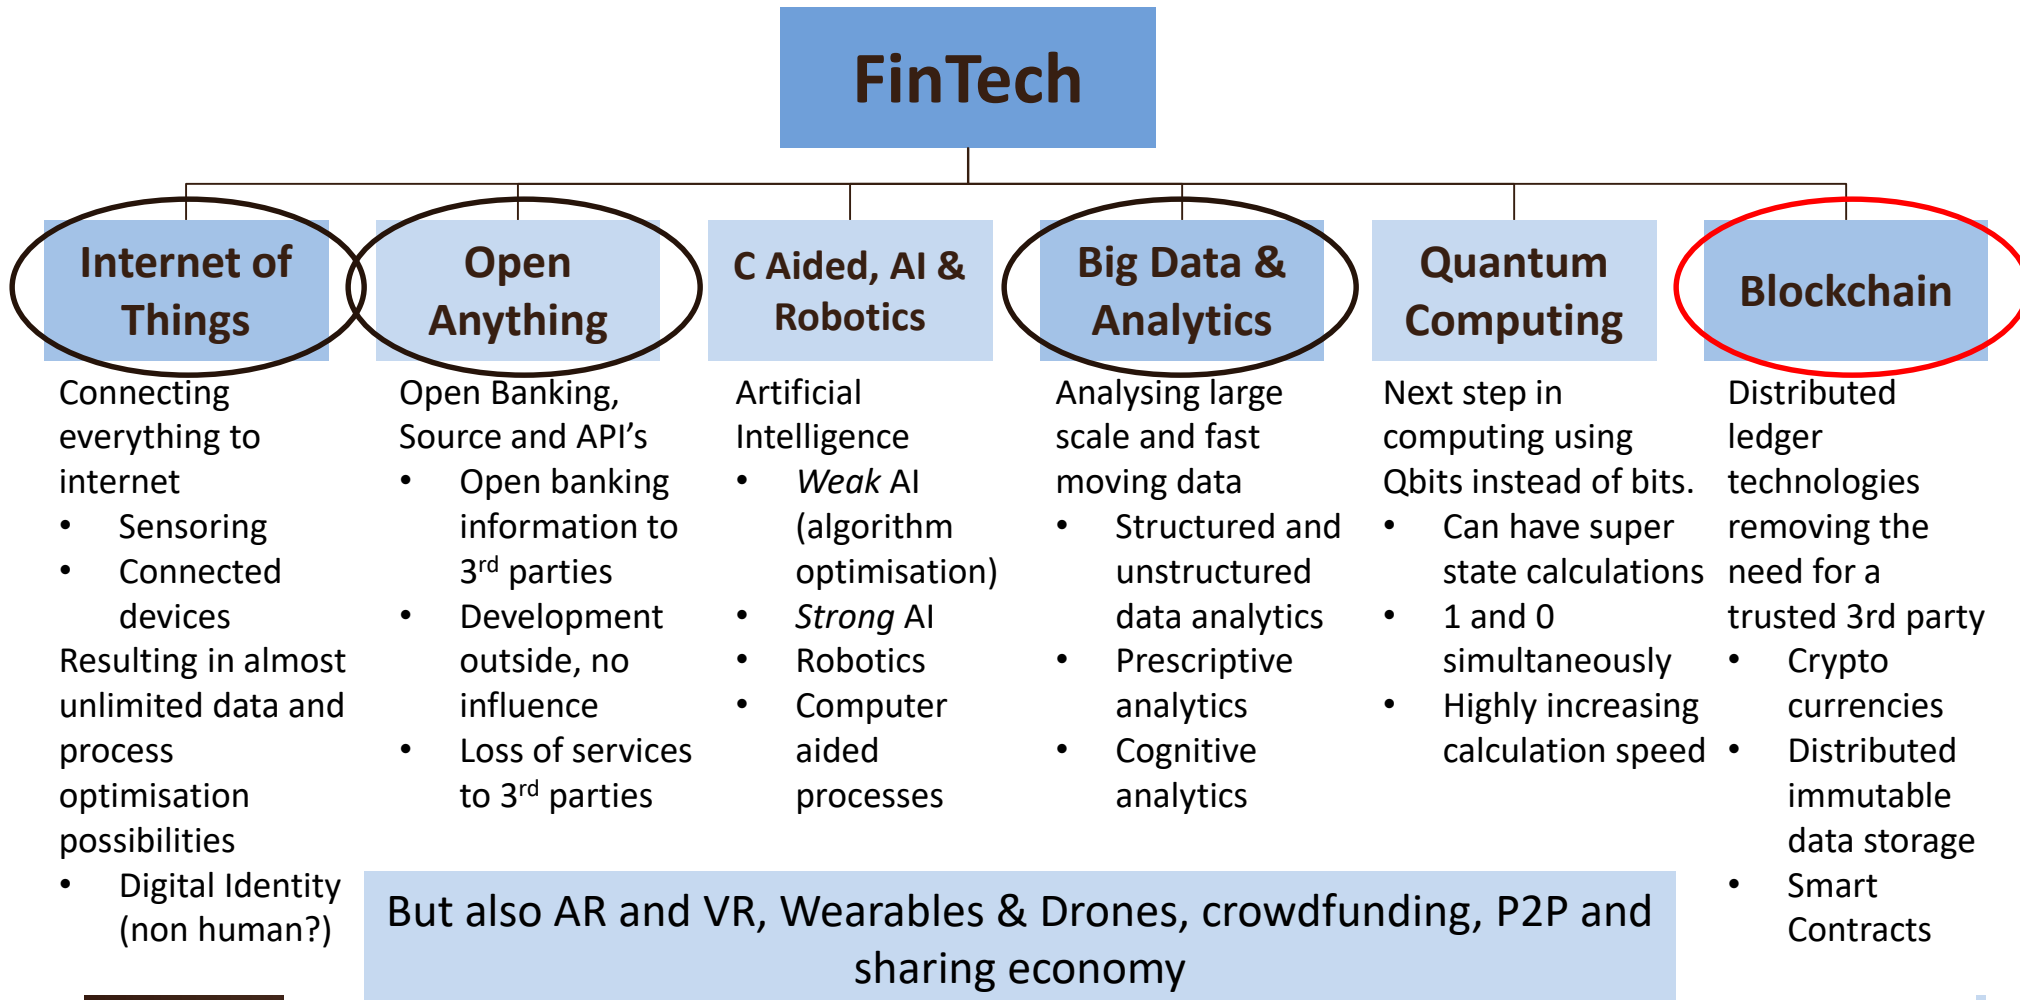 FinTech
Internet of
Things
Open
Anything
C Aided, AI &
Robotics
Big Data &
Analytics
Quantum
Computing
Blockchain
Connecting
everything to
internet
• Sensoring
• Connected
devices
Resulting in almost
unlimited data and
process
optimisation
possibilities
• Digital Identity
(non human?)
Open Banking,
Source and API’s
• Open banking
information to
3rd parties
• Development
outside, no
influence
• Loss of services
to 3rd parties
Artificial
Intelligence
• Weak AI
(algorithm
optimisation)
• Strong AI
• Robotics
• Computer
aided
processes
Analysing large
scale and fast
moving data
• Structured and
unstructured
data analytics
• Prescriptive
analytics
• Cognitive
analytics
Next step in
computing using
Qbits instead of bits.
• Can have super
state calculations
• 1 and 0
simultaneously
• Highly increasing
calculation speed
Distributed
ledger
technologies
removing the
need for a
trusted 3rd party
• Crypto
currencies
• Distributed
immutable
data storage
• Smart
Contracts
But also AR and VR, Wearables & Drones, crowdfunding, P2P and
sharing economy